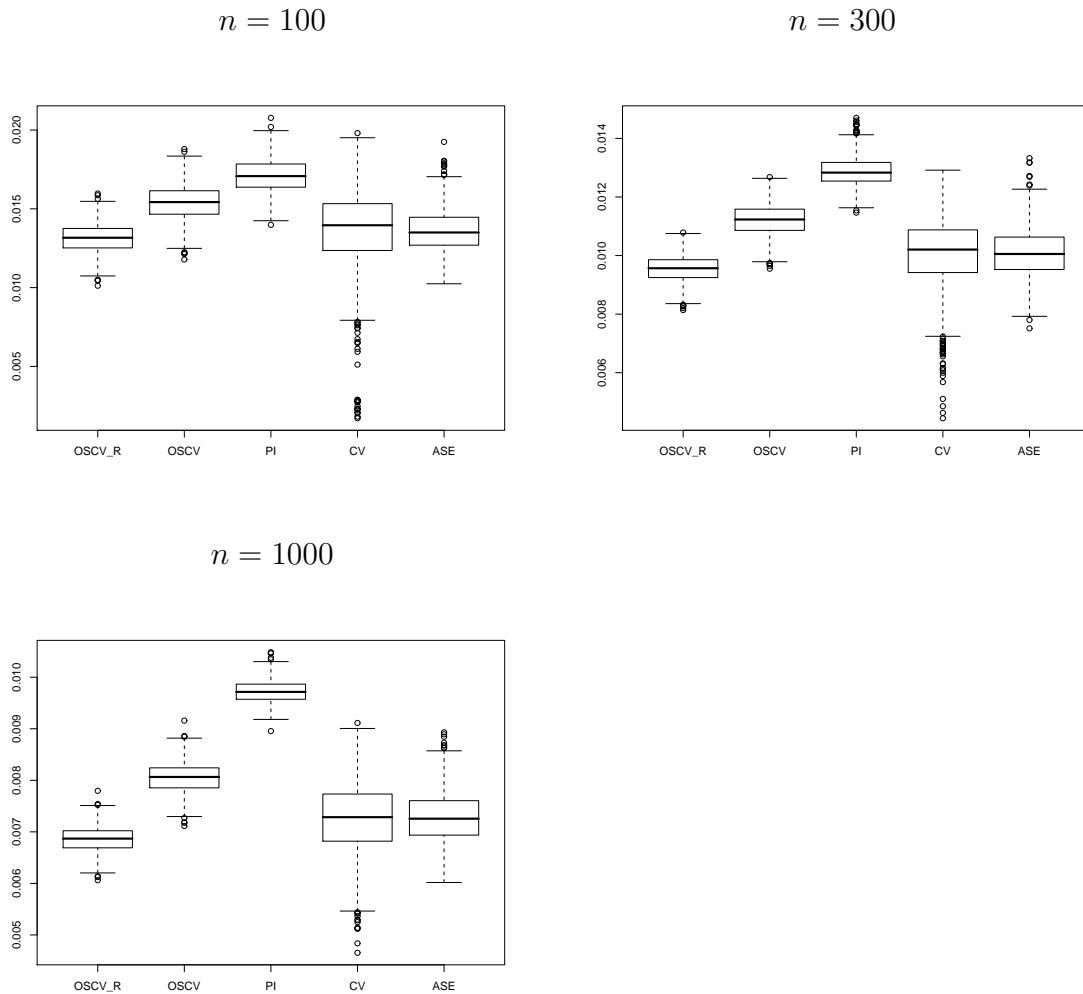 n = 100
0.020
0.015
0.010
0.005
OSCV_R OSCV PI CV ASE
n = 300
0.014
0.012
0.010
0.008
0.006
OSCV_R OSCV PI CV ASE
n = 1000
0.010
0.009
0.008
0.007
0.006
0.005
OSCV_R OSCV PI CV ASE